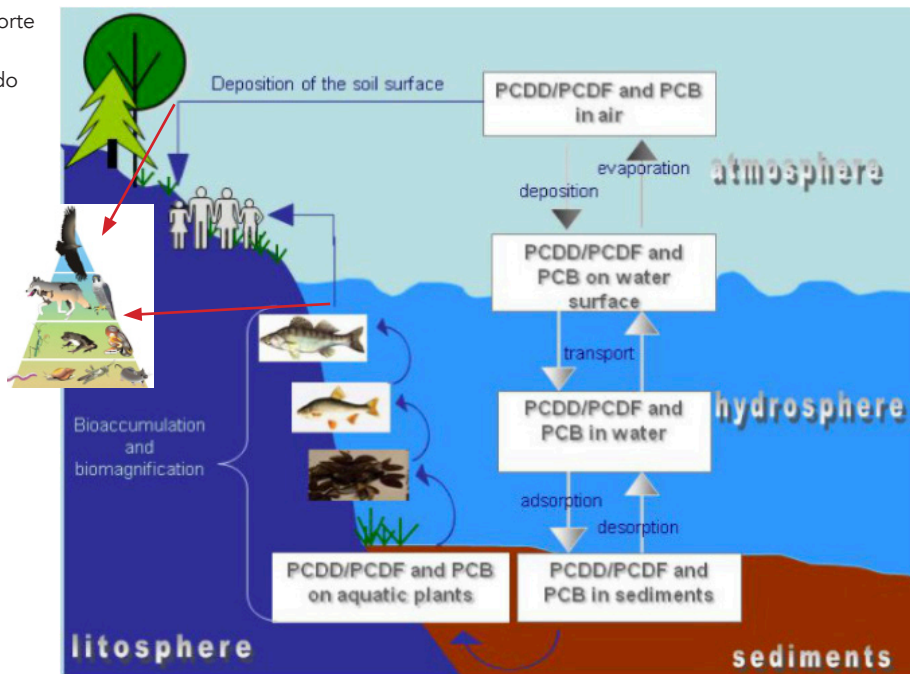 orte
do
Deposition of the soil surface
PCDD/PCDF and PCB
in air
atmosphere
deposition
evaporation
PCDD/PCDF and
PCB on water
surface
transport
PCDD/PCDF and
PCB in water
hydrosphere
Bioaccumulation
and
biomagnification
adsorption
desorption
PCDD/PCDF and PCB
on aquatic plants
PCDD/PCDF and
PCB in sediments
litosphere
sediments